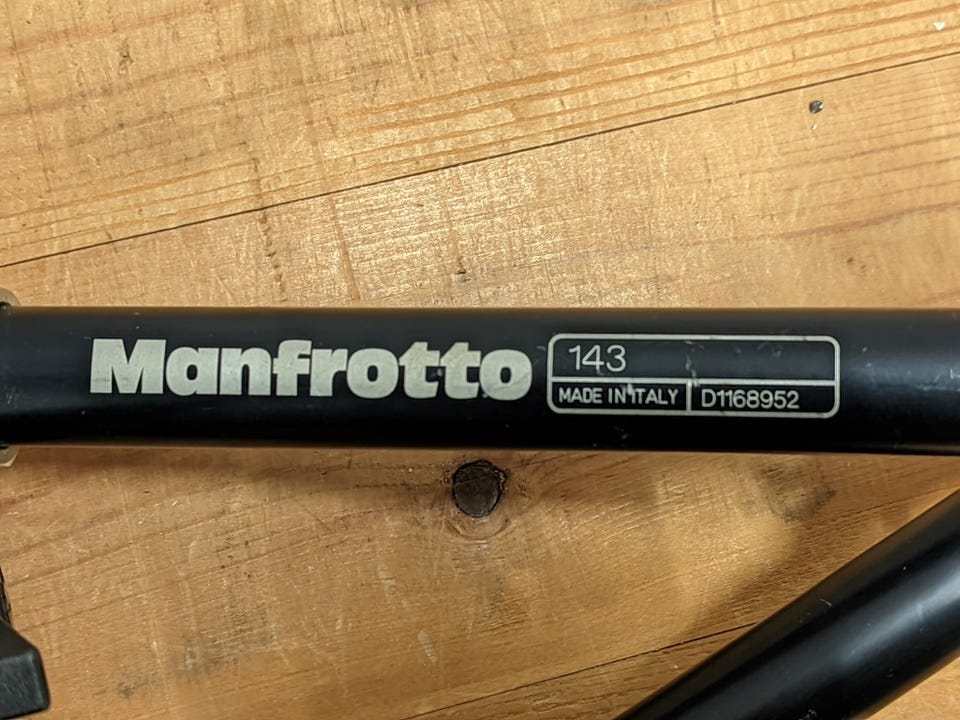 Manfrotto
143
MADE IN ITALY D1168952